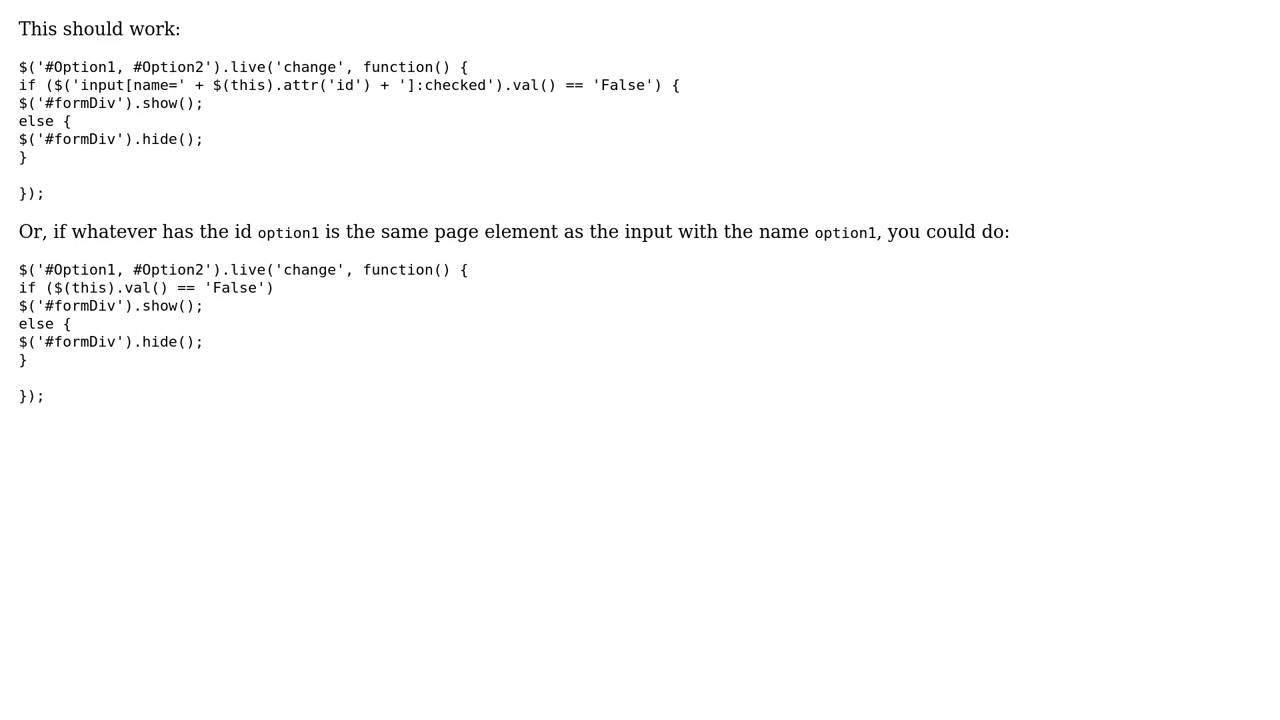 This should work:
$('#Option1, #Option2').live('change', function() {
if ($('input[name=' + $(this).attr('id') + ']:checked').val() == 'False') {
$('#formDiv').show();
else {
$('#formDiv').hide();
}
});
Or, if whatever has the id option1 is the same page element as the input with the name option1, you could do:
$('#Option1, #Option2').live('change', function() {
if ($(this).val() == 'False')
$('#formDiv').show();
else {
$('#formDiv').hide();
}
});